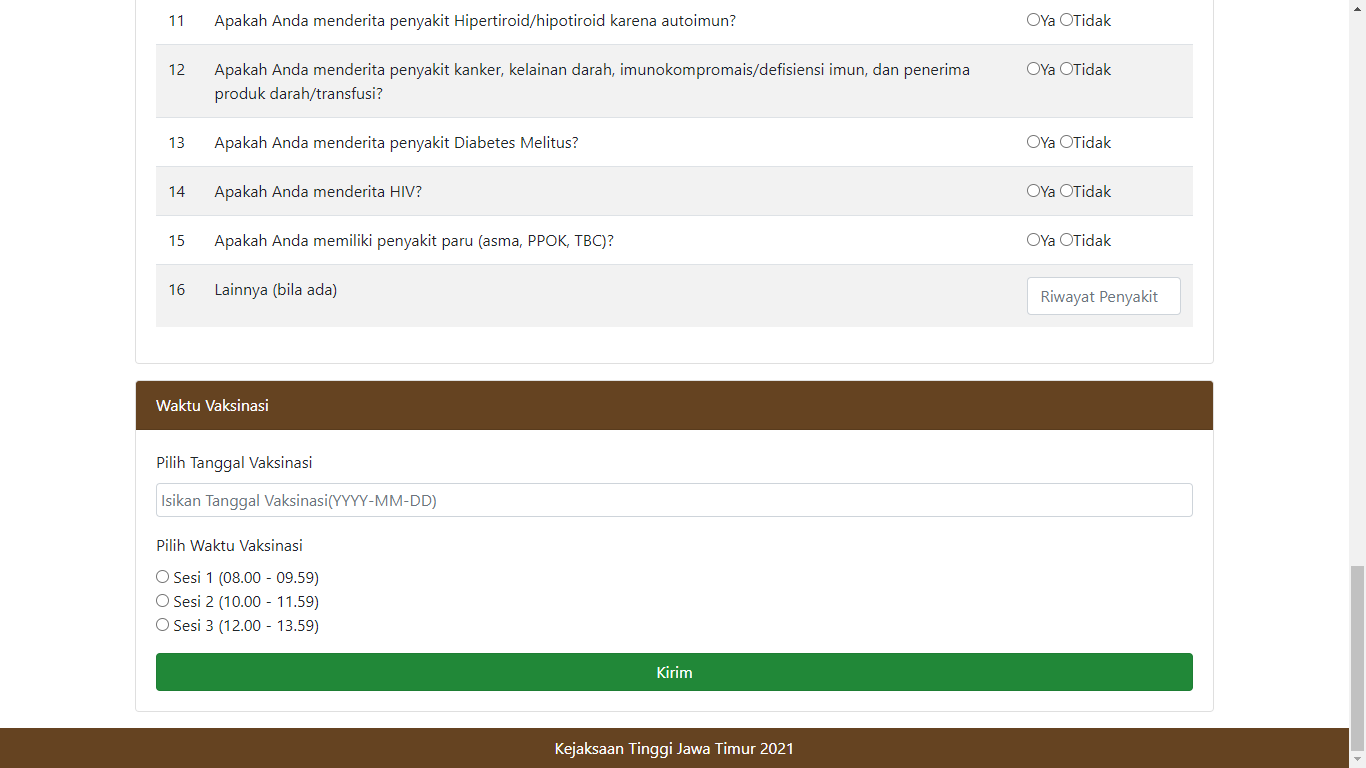 11 Apakah Anda menderita penyakit Hipertiroid/hipotiroid karena autoimun? Ya Tidak
12 Apakah Anda menderita penyakit kanker, kelainan darah, imunokompromais/defisiensi imun, dan penerima Ya Tidak
produk darah/transfusi?
13 Apakah Anda menderita penyakit Diabetes Melitus? Ya Tidak
14 Apakah Anda menderita HIV? Ya Tidak
15 Apakah Anda memiliki penyakit paru (asma, PPOK, TBC)? Ya Tidak
16 Lainnya (bila ada) Riwayat Penyakit
Waktu Vaksinasi
Pilih Tanggal Vaksinasi
Isikan Tanggal Vaksinasi(YYYY-MM-DD)
Pilih Waktu Vaksinasi
Sesi 1 (08.00 - 09.59)
Sesi 2 (10.00 - 11.59)
Sesi 3 (12.00 - 13.59)
Kirim
Kejaksaan Tinggi Jawa Timur 2021